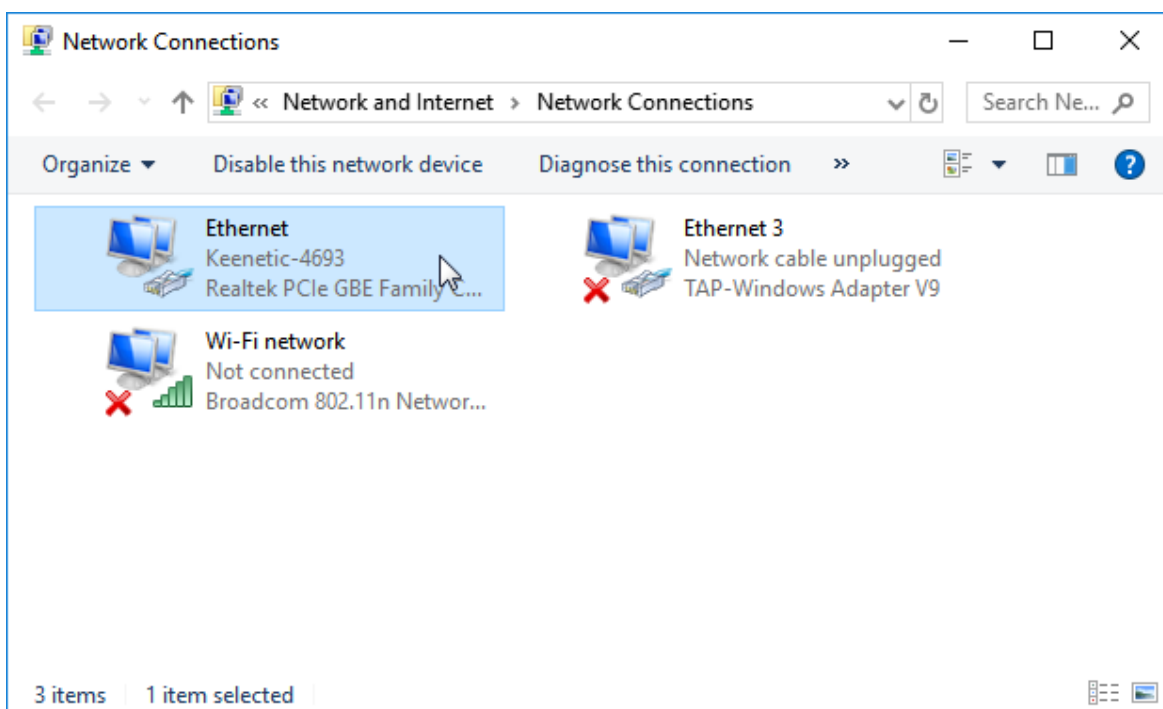 Network Connections
« Network and Internet > Network Connections Search Ne...
Organize Disable this network device Diagnose this connection »
Ethernet
Keenetic-4693
Realtek PCIe GBE Family C...
Ethernet 3
Network cable unplugged
TAP-Windows Adapter V9
Wi-Fi network
Not connected
Broadcom 802.11n Networ...
3 items 1 item selected